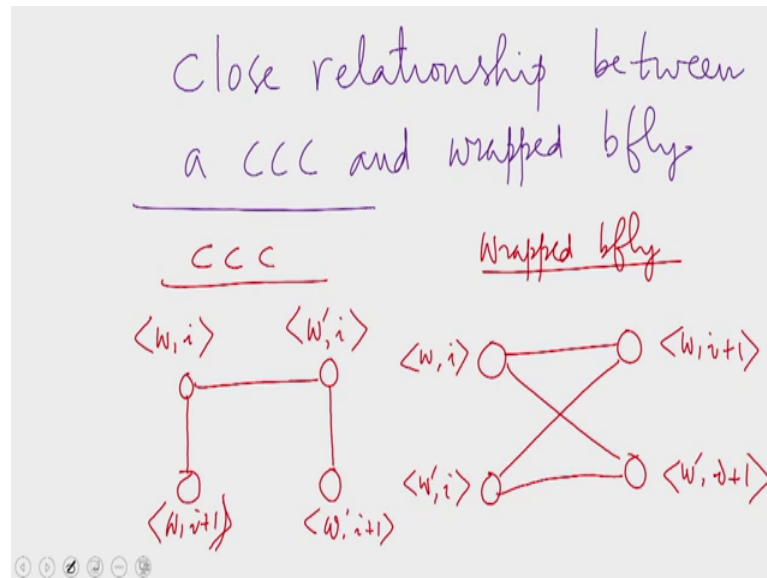 Close relationship between
a CCC and wrapped bfly
CCC
Wrapped bfly
<w,i> <w',i>
<w,i> <w,i+1>
<w',i> <w',i+1>
<w,i+1> <w',i+1>